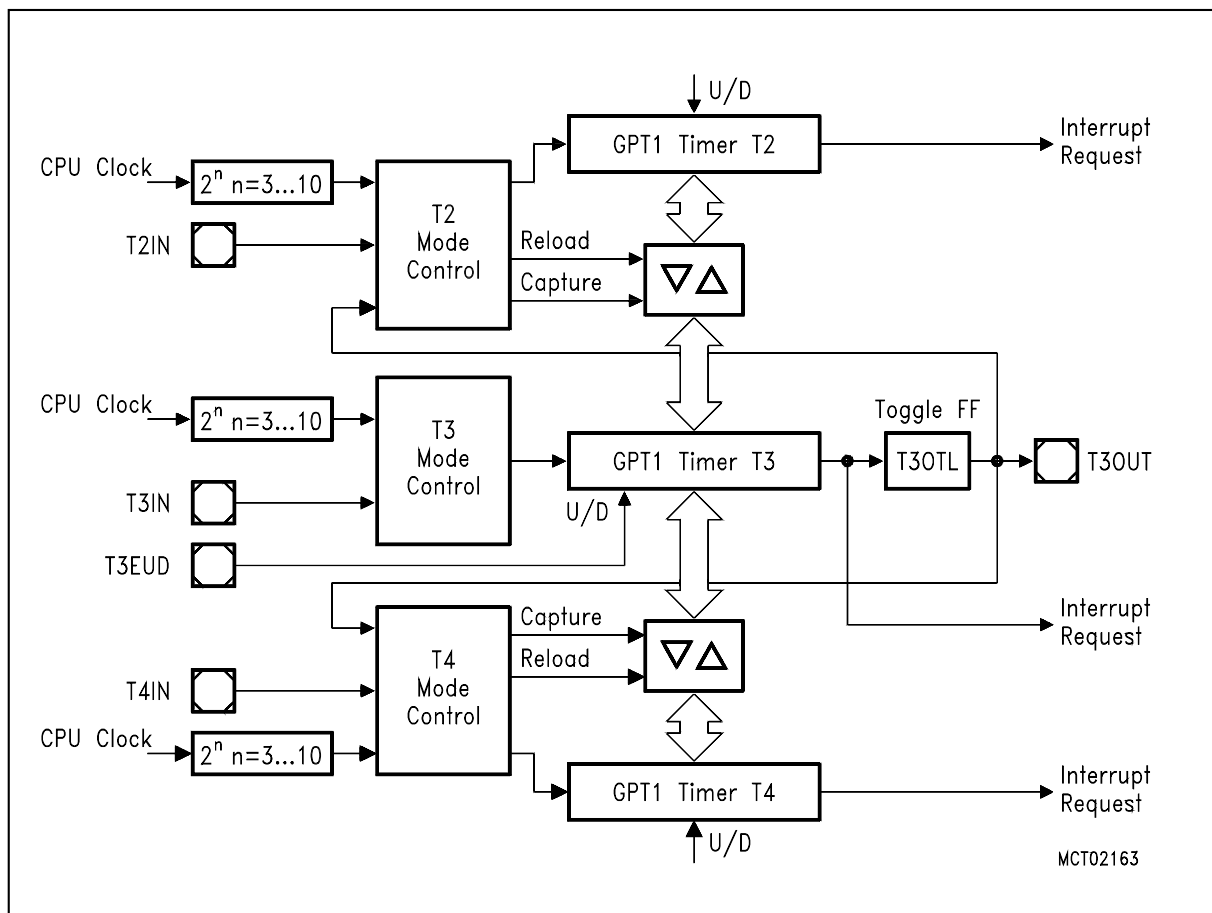 U/D
GPT1 Timer T2
Interrupt
Request
CPU Clock
2ⁿ n=3...10
T2IN
T2
Mode
Control
Reload
Capture
CPU Clock
2ⁿ n=3...10
T3IN
T3EUD
T3
Mode
Control
GPT1 Timer T3
U/D
Toggle FF
T3OTL
T3OUT
Interrupt
Request
Capture
Reload
T4
Mode
Control
T4IN
CPU Clock
2ⁿ n=3...10
GPT1 Timer T4
U/D
Interrupt
Request
MCT02163